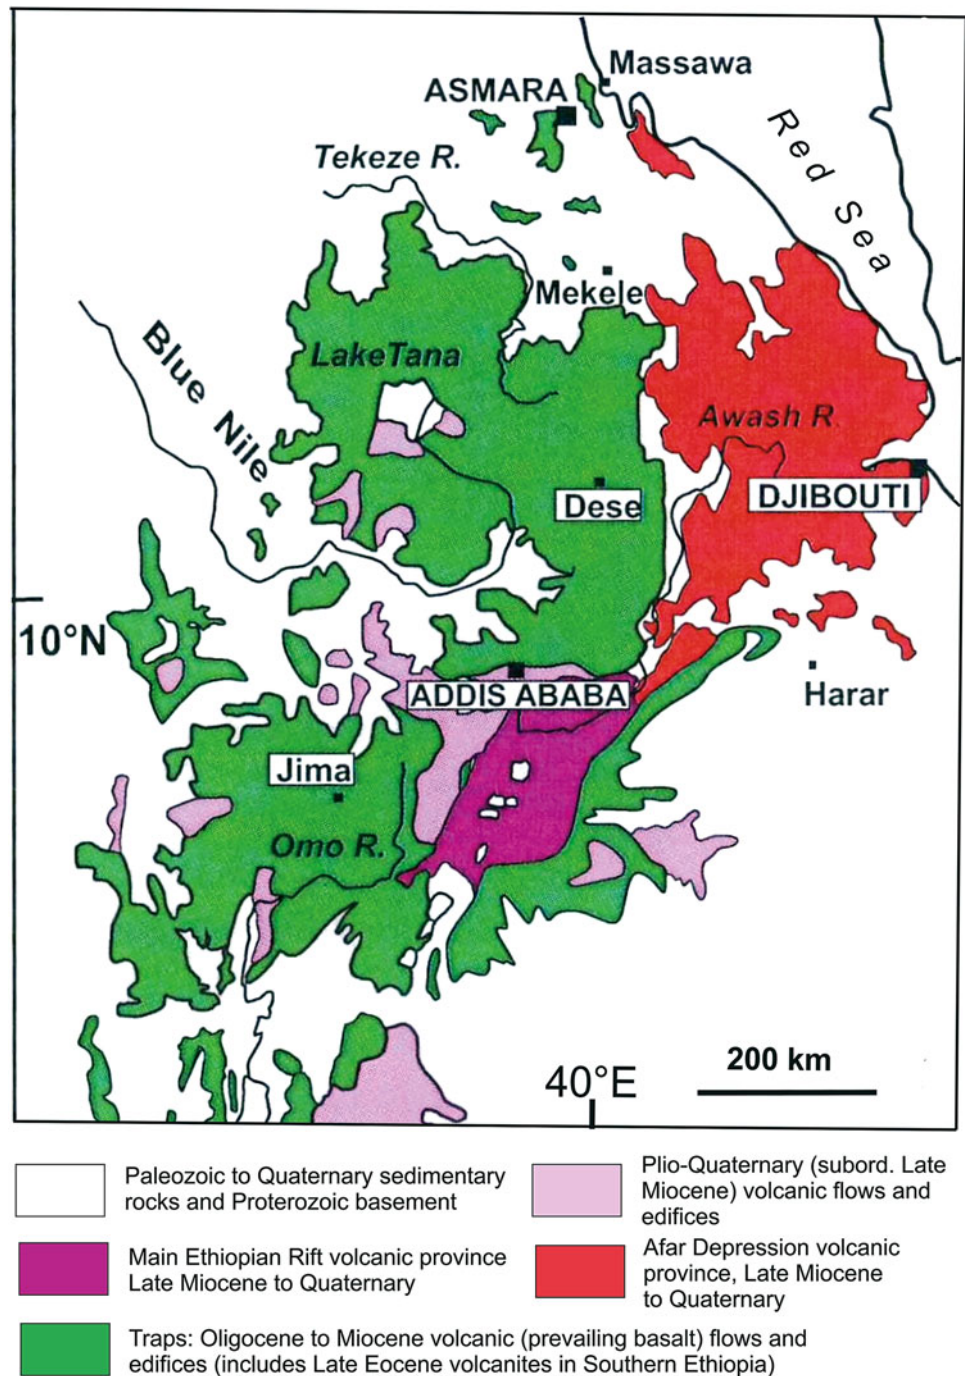 Massawa
ASMARA
Red Sea
Tekeze R.
Mekele
Blue Nile
LakeTana
Awash R.
Dese
DJIBOUTI
10°N
ADDIS ABABA
Harar
Jima
Omo R.
40°E
200 km
Paleozoic to Quaternary sedimentary
rocks and Proterozoic basement
Plio-Quaternary (subord. Late
Miocene) volcanic flows and
edifices
Main Ethiopian Rift volcanic province
Late Miocene to Quaternary
Afar Depression volcanic
province, Late Miocene
to Quaternary
Traps: Oligocene to Miocene volcanic (prevailing basalt) flows and
edifices (includes Late Eocene volcanites in Southern Ethiopia)